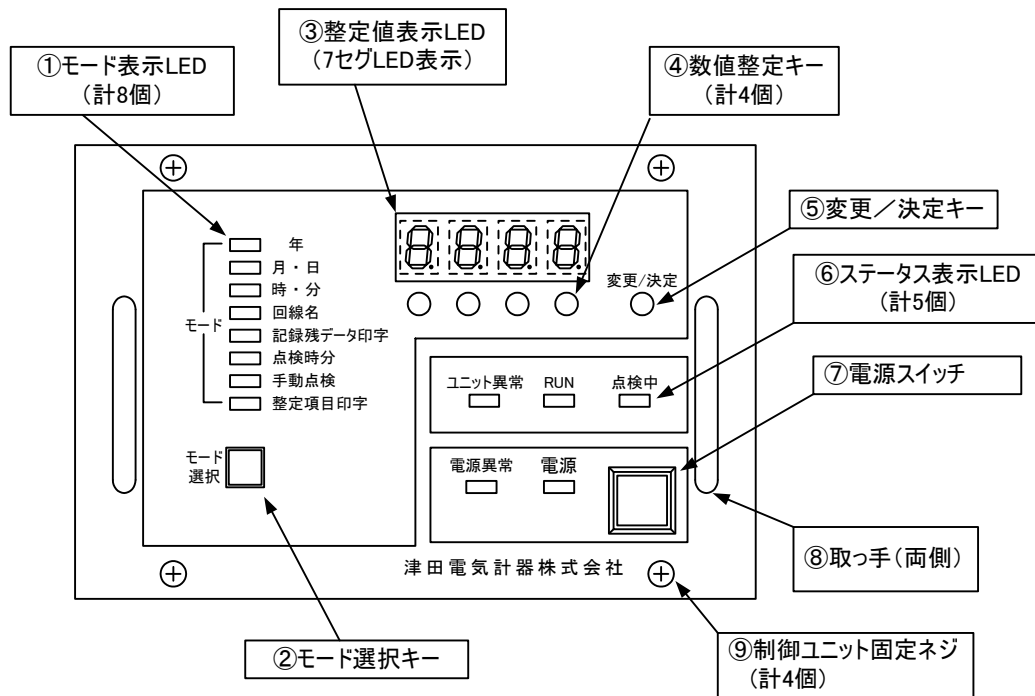 ③整定値表示LED
(7セグLED表示)
①モード表示LED
(計8個)
④数値整定キー
(計4個)
⑤変更／決定キー
⑥ステータス表示LED
(計5個)
⑦電源スイッチ
⑧取っ手(両側)
⑨制御ユニット固定ネジ
(計4個)
②モード選択キー
モード
年
月・日
時・分
回線名
記録残データ印字
点検時分
手動点検
整定項目印字
モード
選択
8.8.8.8.
変更/決定
ユニット異常 RUN 点検中
電源異常 電源
津田電気計器株式会社